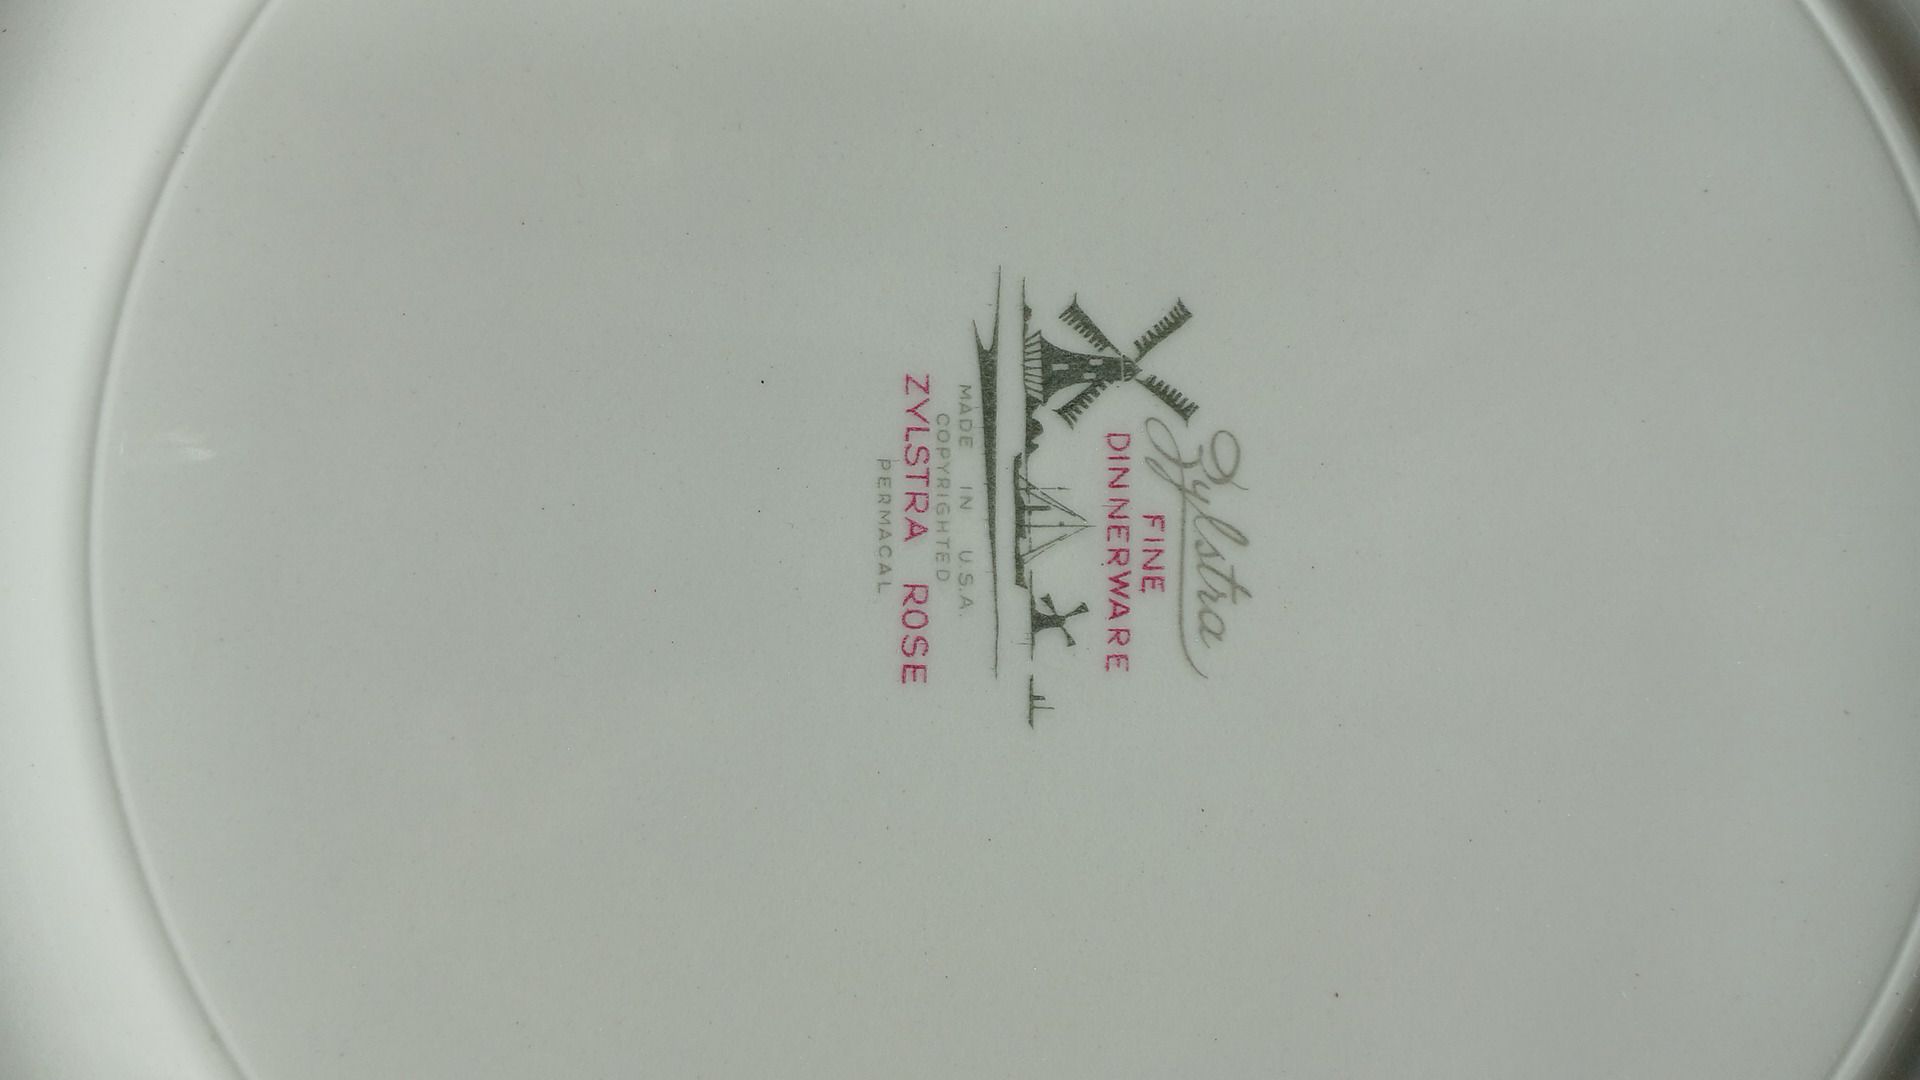 Zylstra
FINE
DINNERWARE
MADE IN U.S.A.
COPYRIGHTED
ZYLSTRA ROSE
PERMACAL